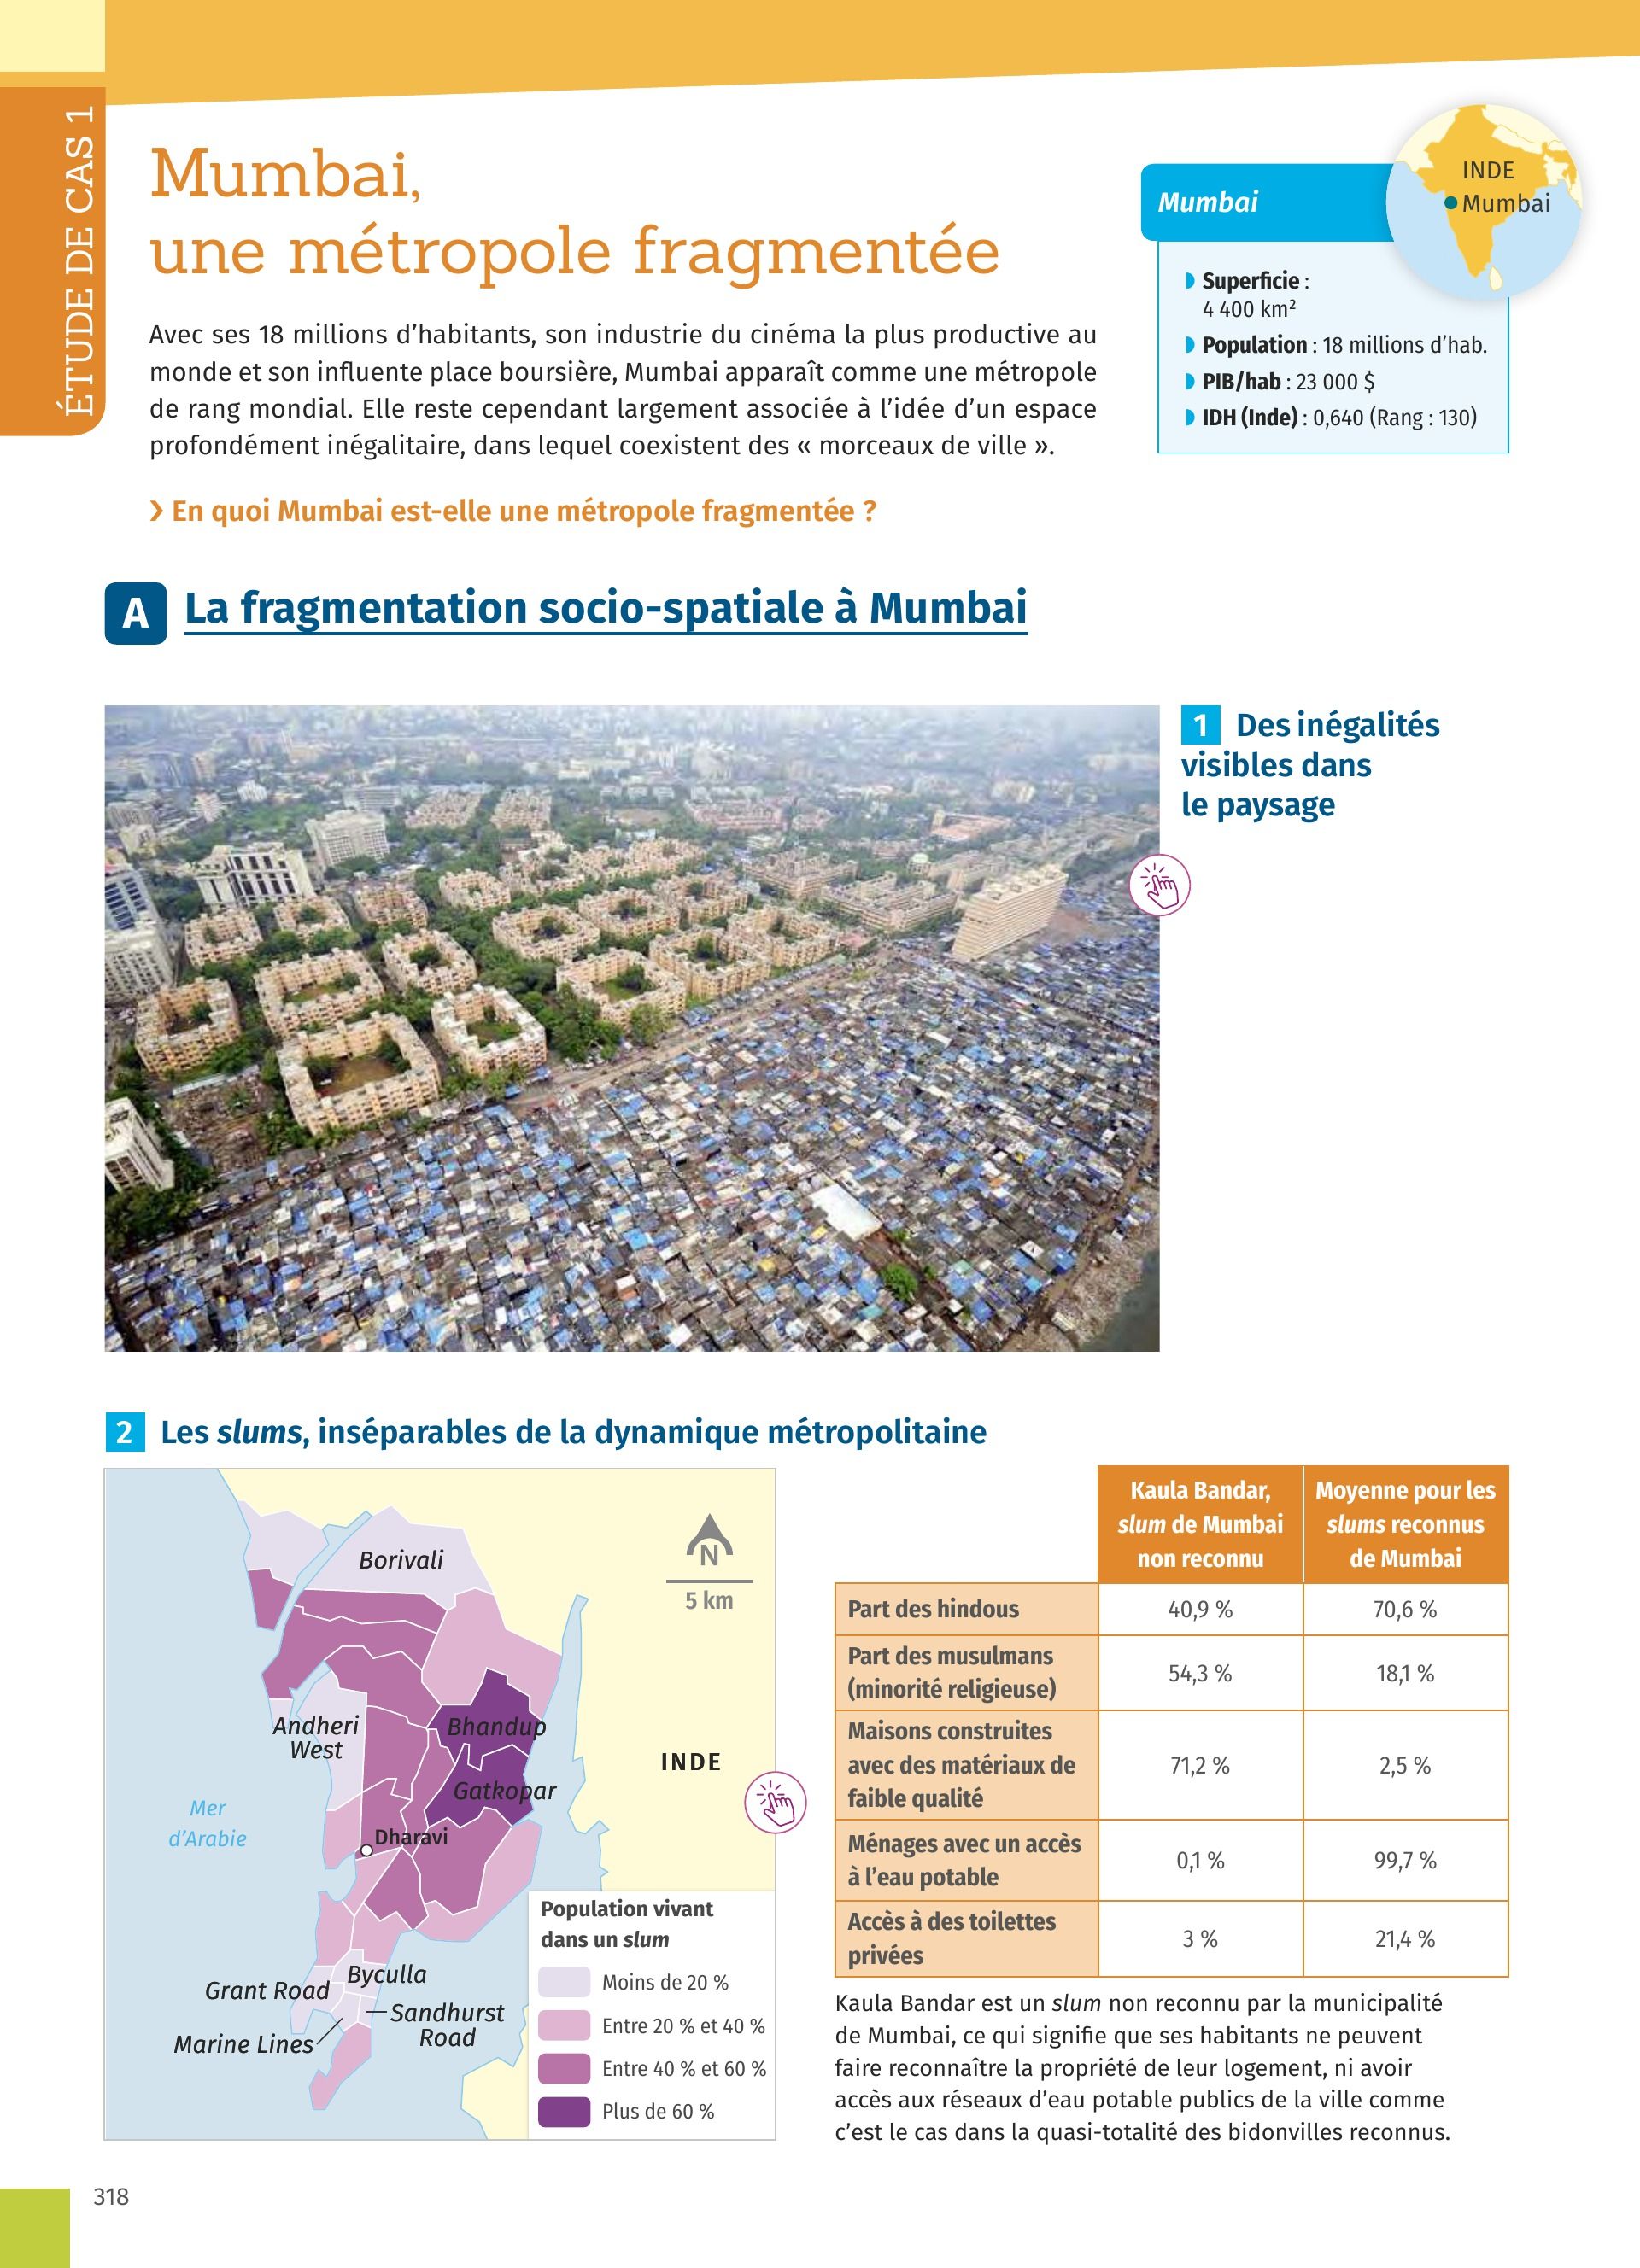 ÉTUDE DE CAS 1
Mumbai,
une métropole fragmentée
Avec ses 18 millions d’habitants, son industrie du cinéma la plus productive au
monde et son influente place boursière, Mumbai apparaît comme une métropole
de rang mondial. Elle reste cependant largement associée à l’idée d’un espace
profondément inégalitaire, dans lequel coexistent des « morceaux de ville ».
› En quoi Mumbai est-elle une métropole fragmentée ?
Mumbai
INDE
Mumbai
Superficie :
4 400 km²
Population : 18 millions d’hab.
PIB/hab : 23 000 $
IDH (Inde) : 0,640 (Rang : 130)
A La fragmentation socio-spatiale à Mumbai
1 Des inégalités
visibles dans
le paysage
2 Les slums, inséparables de la dynamique métropolitaine
N
5 km
Borivali
Andheri
West
Bhandup
Gatkopar
INDE
Mer
d’Arabie
Dharavi
Byculla
Grant Road
Sandhurst
Road
Marine Lines
Population vivant
dans un slum
Moins de 20 %
Entre 20 % et 40 %
Entre 40 % et 60 %
Plus de 60 %
Kaula Bandar,
slum de Mumbai
non reconnu
Moyenne pour les
slums reconnus
de Mumbai
Part des hindous 40,9 % 70,6 %
Part des musulmans
(minorité religieuse) 54,3 % 18,1 %
Maisons construites
avec des matériaux de
faible qualité 71,2 % 2,5 %
Ménages avec un accès
à l’eau potable 0,1 % 99,7 %
Accès à des toilettes
privées 3 % 21,4 %
Kaula Bandar est un slum non reconnu par la municipalité
de Mumbai, ce qui signifie que ses habitants ne peuvent
faire reconnaître la propriété de leur logement, ni avoir
accès aux réseaux d’eau potable publics de la ville comme
c’est le cas dans la quasi-totalité des bidonvilles reconnus.
318